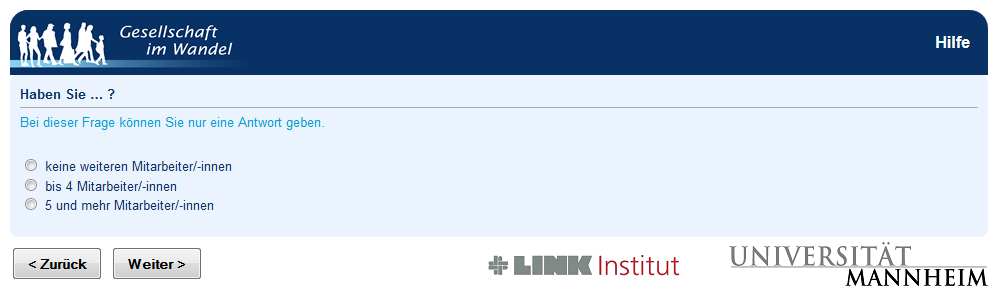 Gesellschaft
im Wandel
Hilfe
Haben Sie ... ?
Bei dieser Frage können Sie nur eine Antwort geben.
keine weiteren Mitarbeiter/-innen
bis 4 Mitarbeiter/-innen
5 und mehr Mitarbeiter/-innen
< Zurück
Weiter >
LINK Institut
UNIVERSITÄT
MANNHEIM